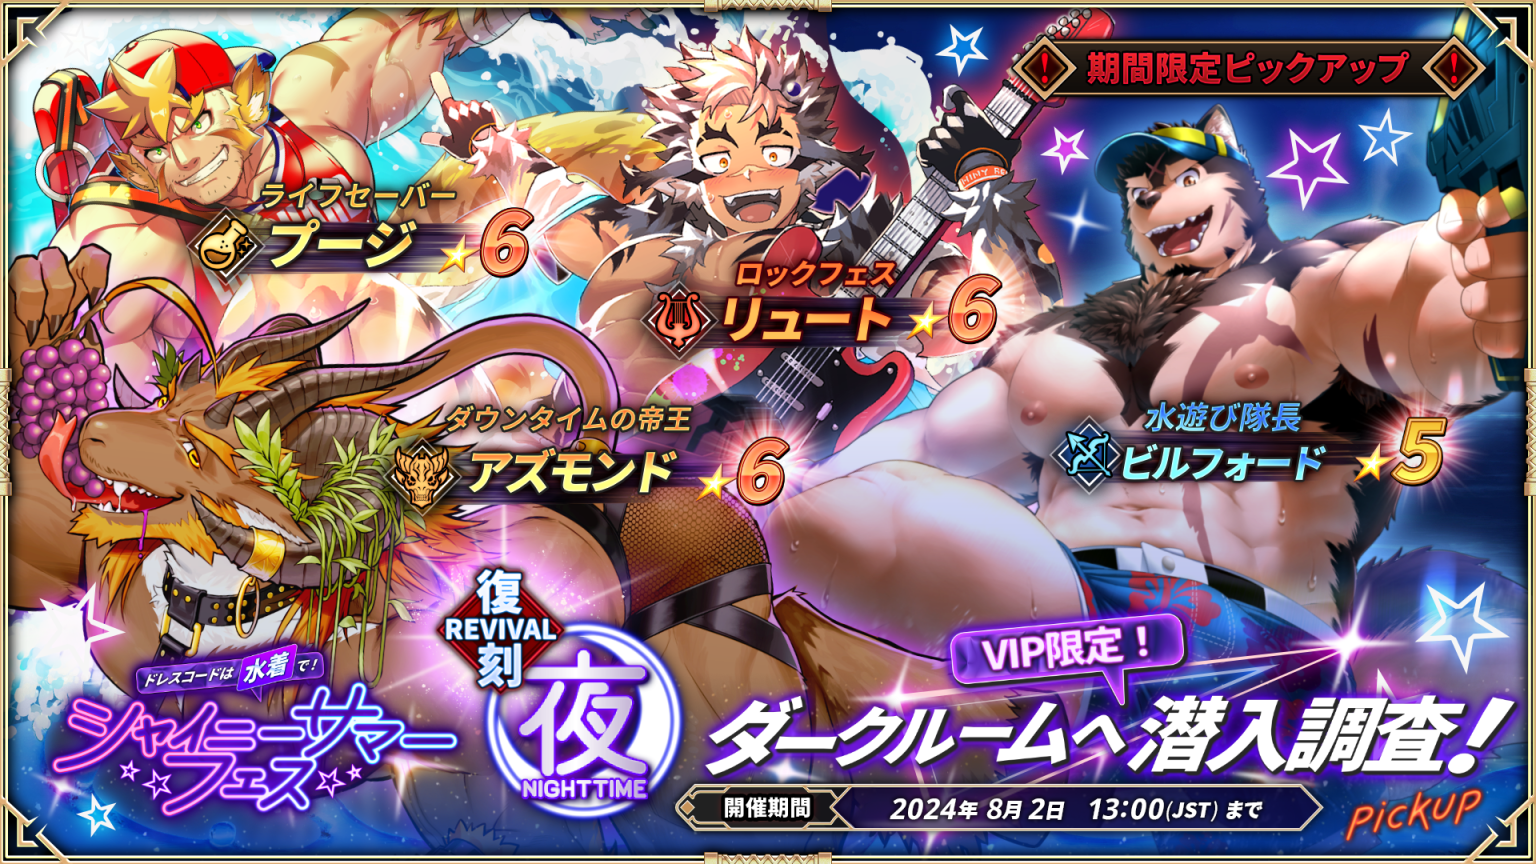 期間限定ピックアップ
ライフセーバー
プージ
6
ロックフェス
リュート
6
ダウンタイムの帝王
アズモンド
6
水遊び隊長
ビルフォード
5
復
REVIVAL
刻
夜
NIGHT TIME
ドレスコードは水着で!
シャイニーサマー
フェス
VIP限定!
ダークルームへ潜入調査!
開催期間
2024年 8月 2日 13:00(JST) まで
PickUP